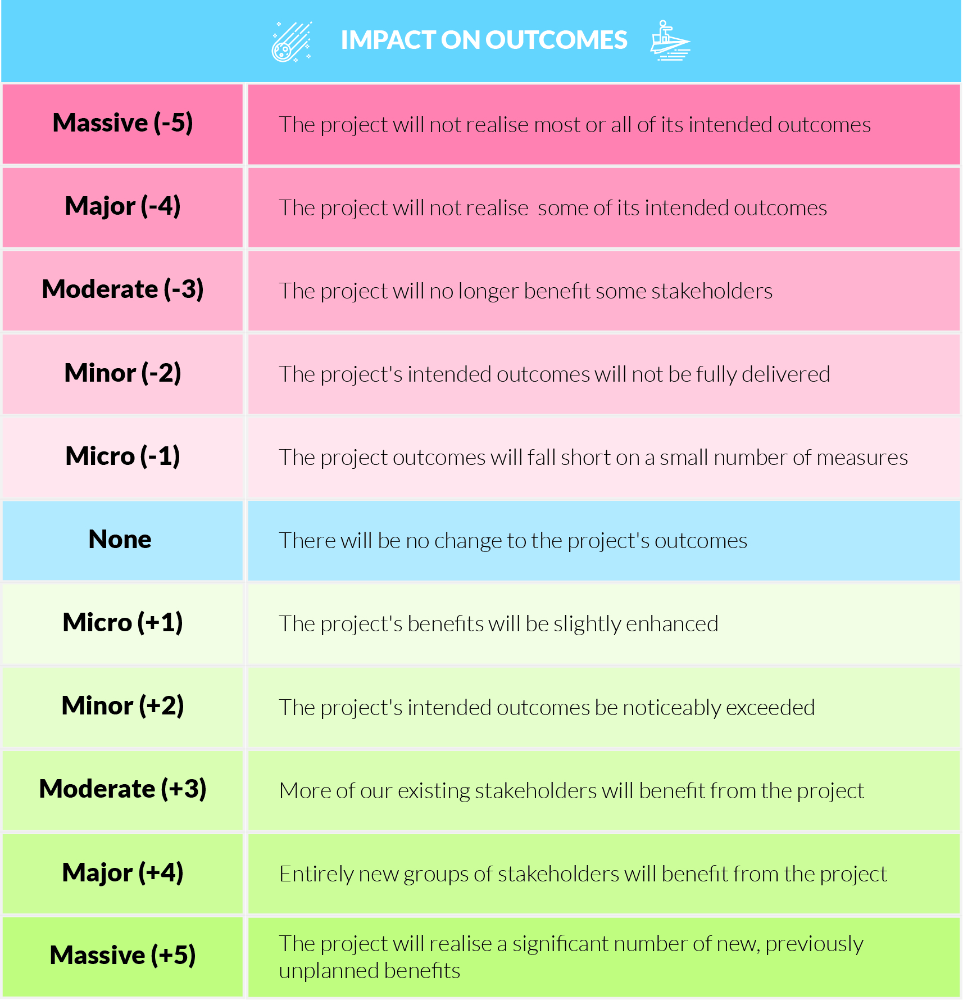 IMPACT ON OUTCOMES
Massive (-5)
The project will not realise most or all of its intended outcomes
Major (-4)
The project will not realise  some of its intended outcomes
Moderate (-3)
The project will no longer benefit some stakeholders
Minor (-2)
The project's intended outcomes will not be fully delivered
Micro (-1)
The project outcomes will fall short on a small number of measures
None
There will be no change to the project's outcomes
Micro (+1)
The project's benefits will be slightly enhanced
Minor (+2)
The project's intended outcomes be noticeably exceeded
Moderate (+3)
More of our existing stakeholders will benefit from the project
Major (+4)
Entirely new groups of stakeholders will benefit from the project
Massive (+5)
The project will realise a significant number of new, previously
unplanned benefits